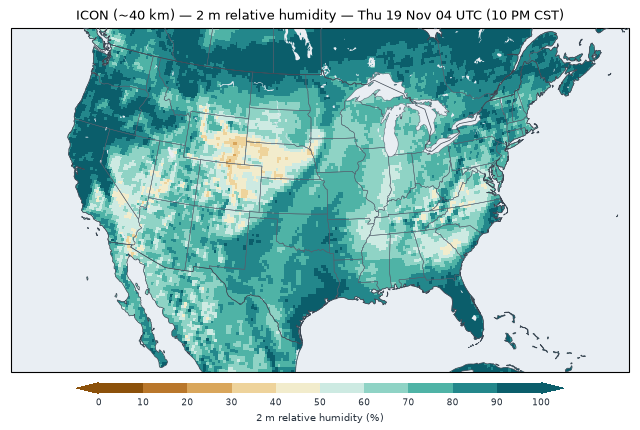 ICON (~40 km) — 2 m relative humidity — Thu 19 Nov 04 UTC (10 PM CST)
0 10 20 30 40 50 60 70 80 90 100
2 m relative humidity (%)